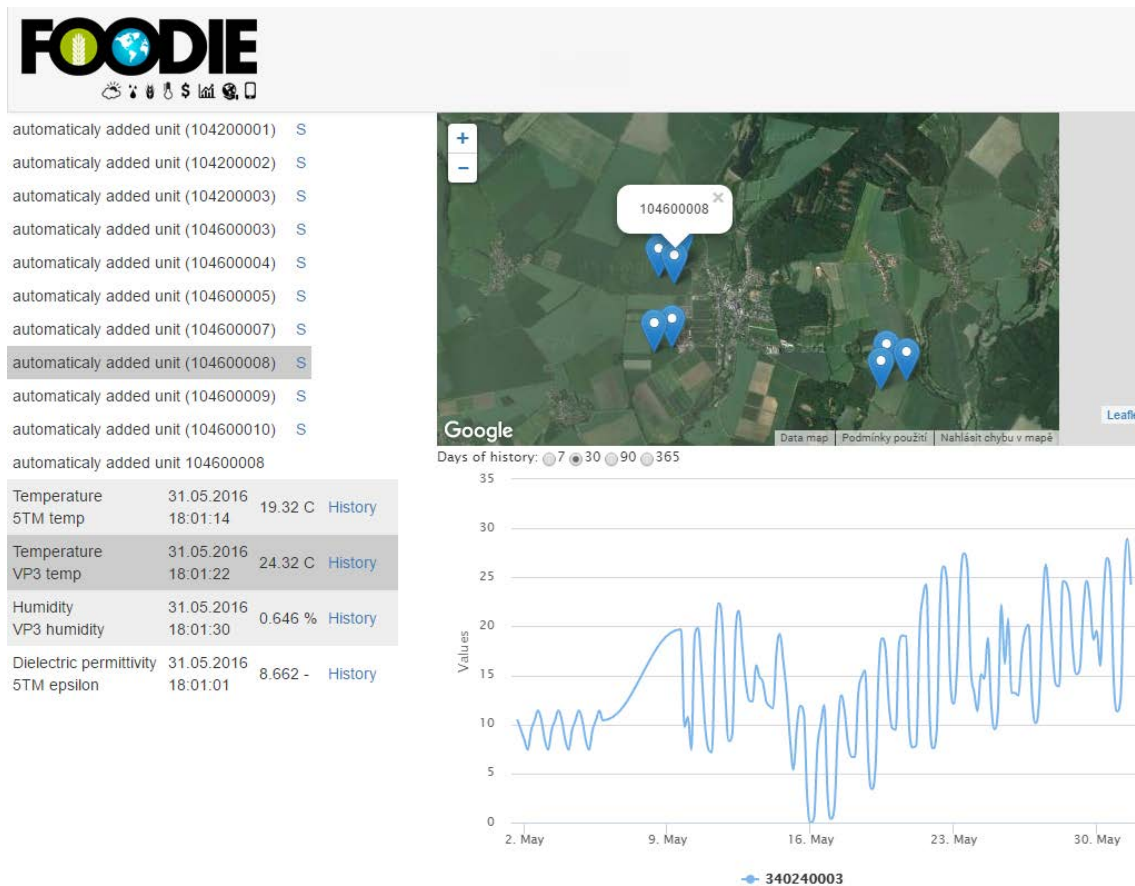 FOODIE
automaticaly added unit (104200001) S
automaticaly added unit (104200002) S
automaticaly added unit (104200003) S
automaticaly added unit (104600003) S
automaticaly added unit (104600004) S
automaticaly added unit (104600005) S
automaticaly added unit (104600007) S
automaticaly added unit (104600008) S
automaticaly added unit (104600009) S
automaticaly added unit (104600010) S
automaticaly added unit 104600008
Temperature 31.05.2016
5TM temp 18:01:14 19.32 C History
Temperature 31.05.2016
VP3 temp 18:01:22 24.32 C History
Humidity 31.05.2016
VP3 humidity 18:01:30 0.646 % History
Dielectric permittivity 31.05.2016
5TM epsilon 18:01:01 8.662 - History
+
−
104600008 ×
Google
Data map Podmínky použití Nahlásit chybu v mapě
Leafle
Days of history: 7 30 90 365
35
30
25
20
15
10
5
0
Values
2. May 9. May 16. May 23. May 30. May
340240003